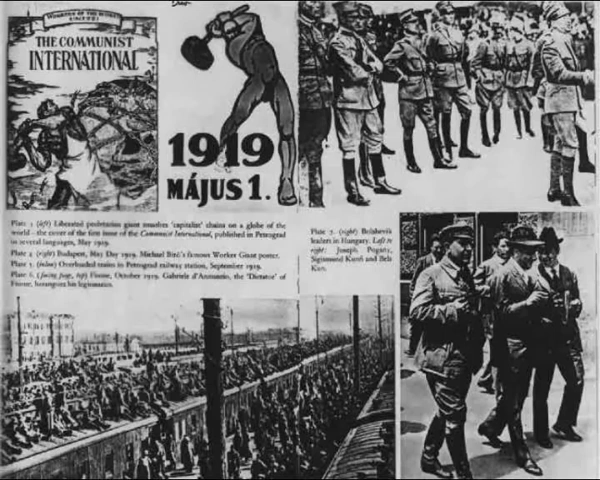 WORKERS OF THE WORLD
THE COMMUNIST
INTERNATIONAL
1919
MÁJUS 1.
Plate 3 (left) Liberated proletarian giant smashes 'capitalist' chains on a globe of the
world – the cover of the first issue of the Communist International, published in Petrograd
in several languages, May 1919.
Plate 4 (right) Budapest, May Day 1919. Michael Biró's famous Worker Giant poster.
Plate 5 (below) Overloaded trains in Petrograd railway station, September 1919.
Plate 6 (facing page, top) Fiume, October 1919. Gabriele d'Annunzio, the 'Dictator' of
Fiume, harangues his legionaries.
Plate 7. (right) Bolshevik
leaders in Hungary. Left to
right: Joseph Pogany,
Sigismund Kunfi and Bela
Kun.